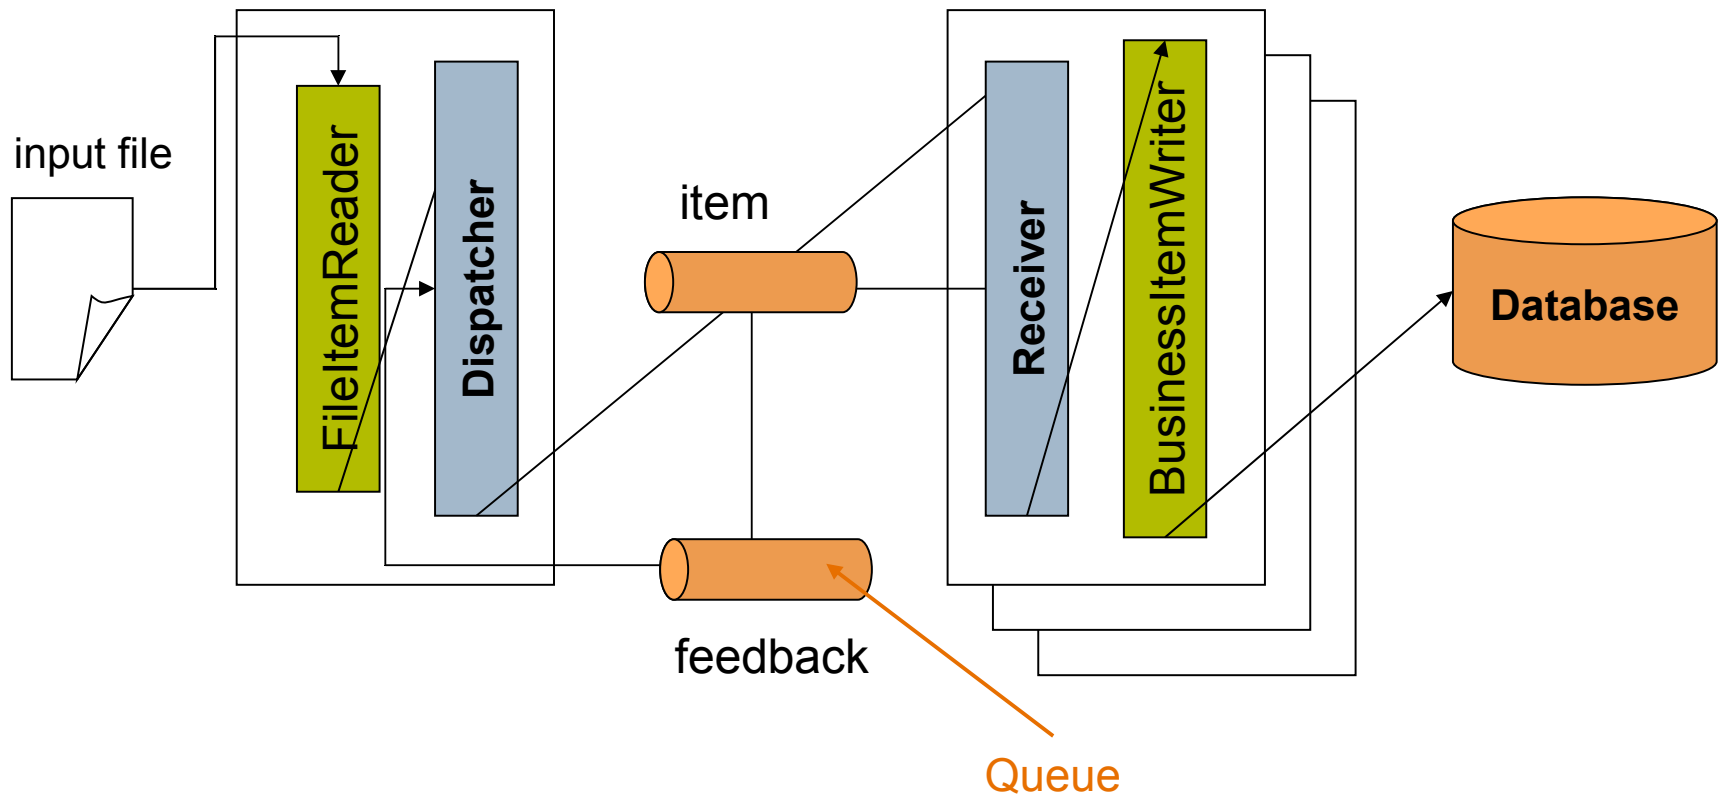 input file
FileItemReader
Dispatcher
item
feedback
Queue
Receiver
BusinessItemWriter
Database